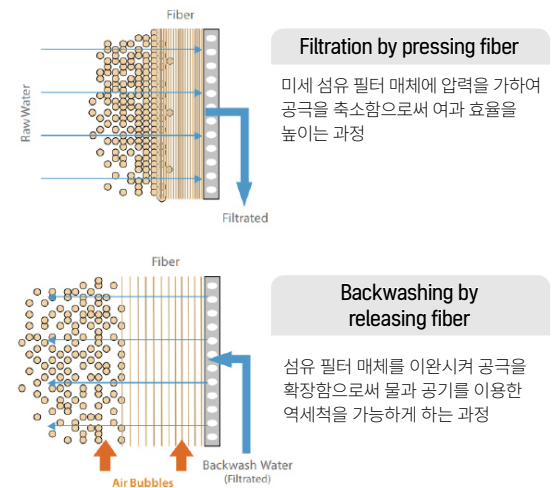 Fiber
Raw Water
Filtrated
Filtration by pressing fiber
미세 섬유 필터 매체에 압력을 가하여
공극을 축소함으로써 여과 효율을
높이는 과정
Fiber
Air Bubbles
Backwash Water
(Filtrated)
Backwashing by
releasing fiber
섬유 필터 매체를 이완시켜 공극을
확장함으로써 물과 공기를 이용한
역세척을 가능하게 하는 과정